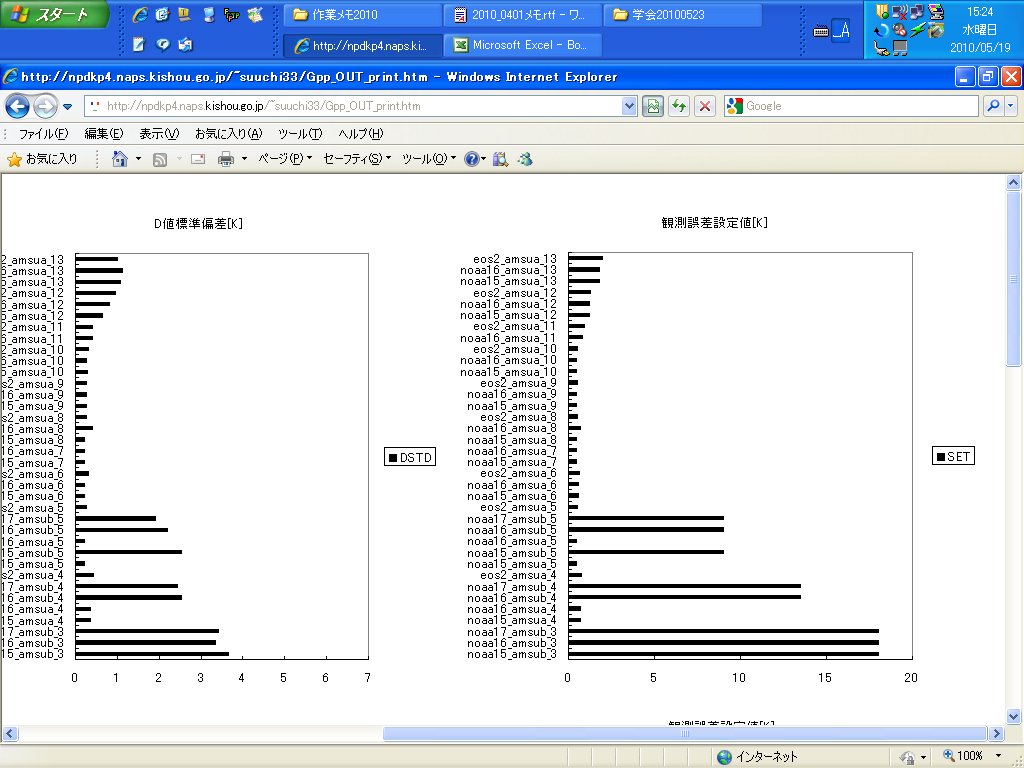 スタート
作業メモ2010
2010_0401メモ.rtf - ワ...
学会20100523
http://npdkp4.naps.ki...
Microsoft Excel - Bo...
A
15:24
水曜日
2010/05/19
http://npdkp4.naps.kishou.go.jp/~suuchi33/Gpp_OUT_print.htm - Windows Internet Explorer
http://npdkp4.naps.kishou.go.jp/~suuchi33/Gpp_OUT_print.htm
Google
ファイル(F) 編集(E) 表示(V) お気に入り(A) ツール(T) ヘルプ(H)
お気に入り ページ(P) セーフティ(S) ツール(O)
D値標準偏差[K]
2_amsua_13
6_amsua_13
5_amsua_13
2_amsua_12
6_amsua_12
5_amsua_12
2_amsua_11
6_amsua_11
2_amsua_10
6_amsua_10
5_amsua_10
s2_amsua_9
16_amsua_9
15_amsua_9
s2_amsua_8
16_amsua_8
15_amsua_8
16_amsua_7
15_amsua_7
s2_amsua_6
16_amsua_6
15_amsua_6
s2_amsua_5
17_amsub_5
16_amsub_5
16_amsua_5
15_amsub_5
15_amsua_5
s2_amsua_4
17_amsub_4
16_amsub_4
16_amsua_4
15_amsua_4
17_amsub_3
16_amsub_3
15_amsub_3
0 1 2 3 4 5 6 7
DSTD
観測誤差設定値[K]
eos2_amsua_13
noaa16_amsua_13
noaa15_amsua_13
eos2_amsua_12
noaa16_amsua_12
noaa15_amsua_12
eos2_amsua_11
noaa16_amsua_11
eos2_amsua_10
noaa16_amsua_10
noaa15_amsua_10
eos2_amsua_9
noaa16_amsua_9
noaa15_amsua_9
eos2_amsua_8
noaa16_amsua_8
noaa15_amsua_8
noaa16_amsua_7
noaa15_amsua_7
eos2_amsua_6
noaa16_amsua_6
noaa15_amsua_6
eos2_amsua_5
noaa17_amsub_5
noaa16_amsub_5
noaa16_amsua_5
noaa15_amsub_5
noaa15_amsua_5
eos2_amsua_4
noaa17_amsub_4
noaa16_amsub_4
noaa16_amsua_4
noaa15_amsua_4
noaa17_amsub_3
noaa16_amsub_3
noaa15_amsub_3
0 5 10 15 20
SET
観測誤差設定値[K]
インターネット
100%